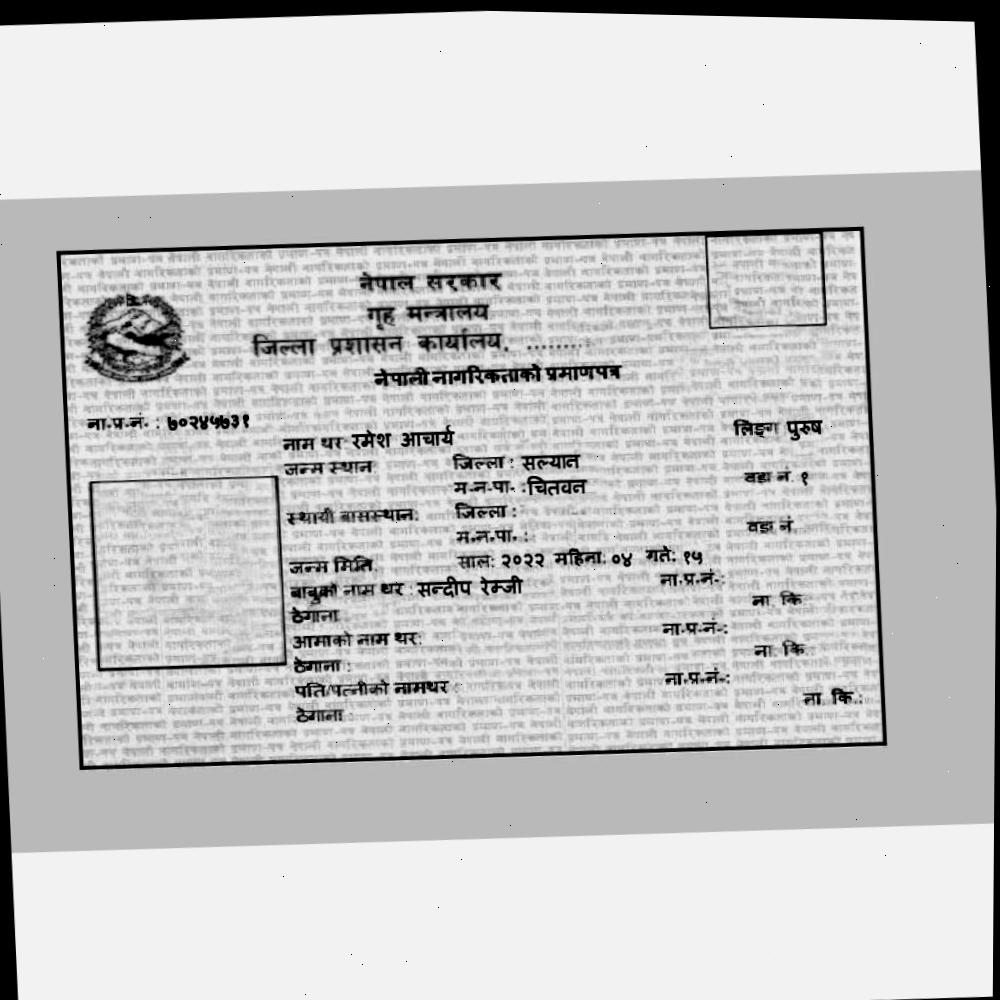 नेपाल सरकार
गृह मन्त्रालय
जिल्ला प्रशासन कार्यालय, .........
नेपाली नागरिकताको प्रमाणपत्र
ना.प्र.नं. : ७०२४५७३१
नाम थर रमेश आचार्य लिङ्ग पुरुष
जन्म स्थान: जिल्ला : सल्यान
म.न.पा. : चितवन वडा नं. १
स्थायी बासस्थान: जिल्ला :
म.न.पा. : वडा नं.
जन्म मिति: साल: २०२२ महिना: ०४ गते: १५
बाबुको नाम थर : सन्दीप रेग्जी ना.प्र.नं.:
ठेगाना ना. कि.
आमाको नाम थर: ना.प्र.नं.:
ठेगाना : ना. कि.:
पति/पत्नीको नामथर : ना.प्र.नं.:
ठेगाना : ना. कि.: